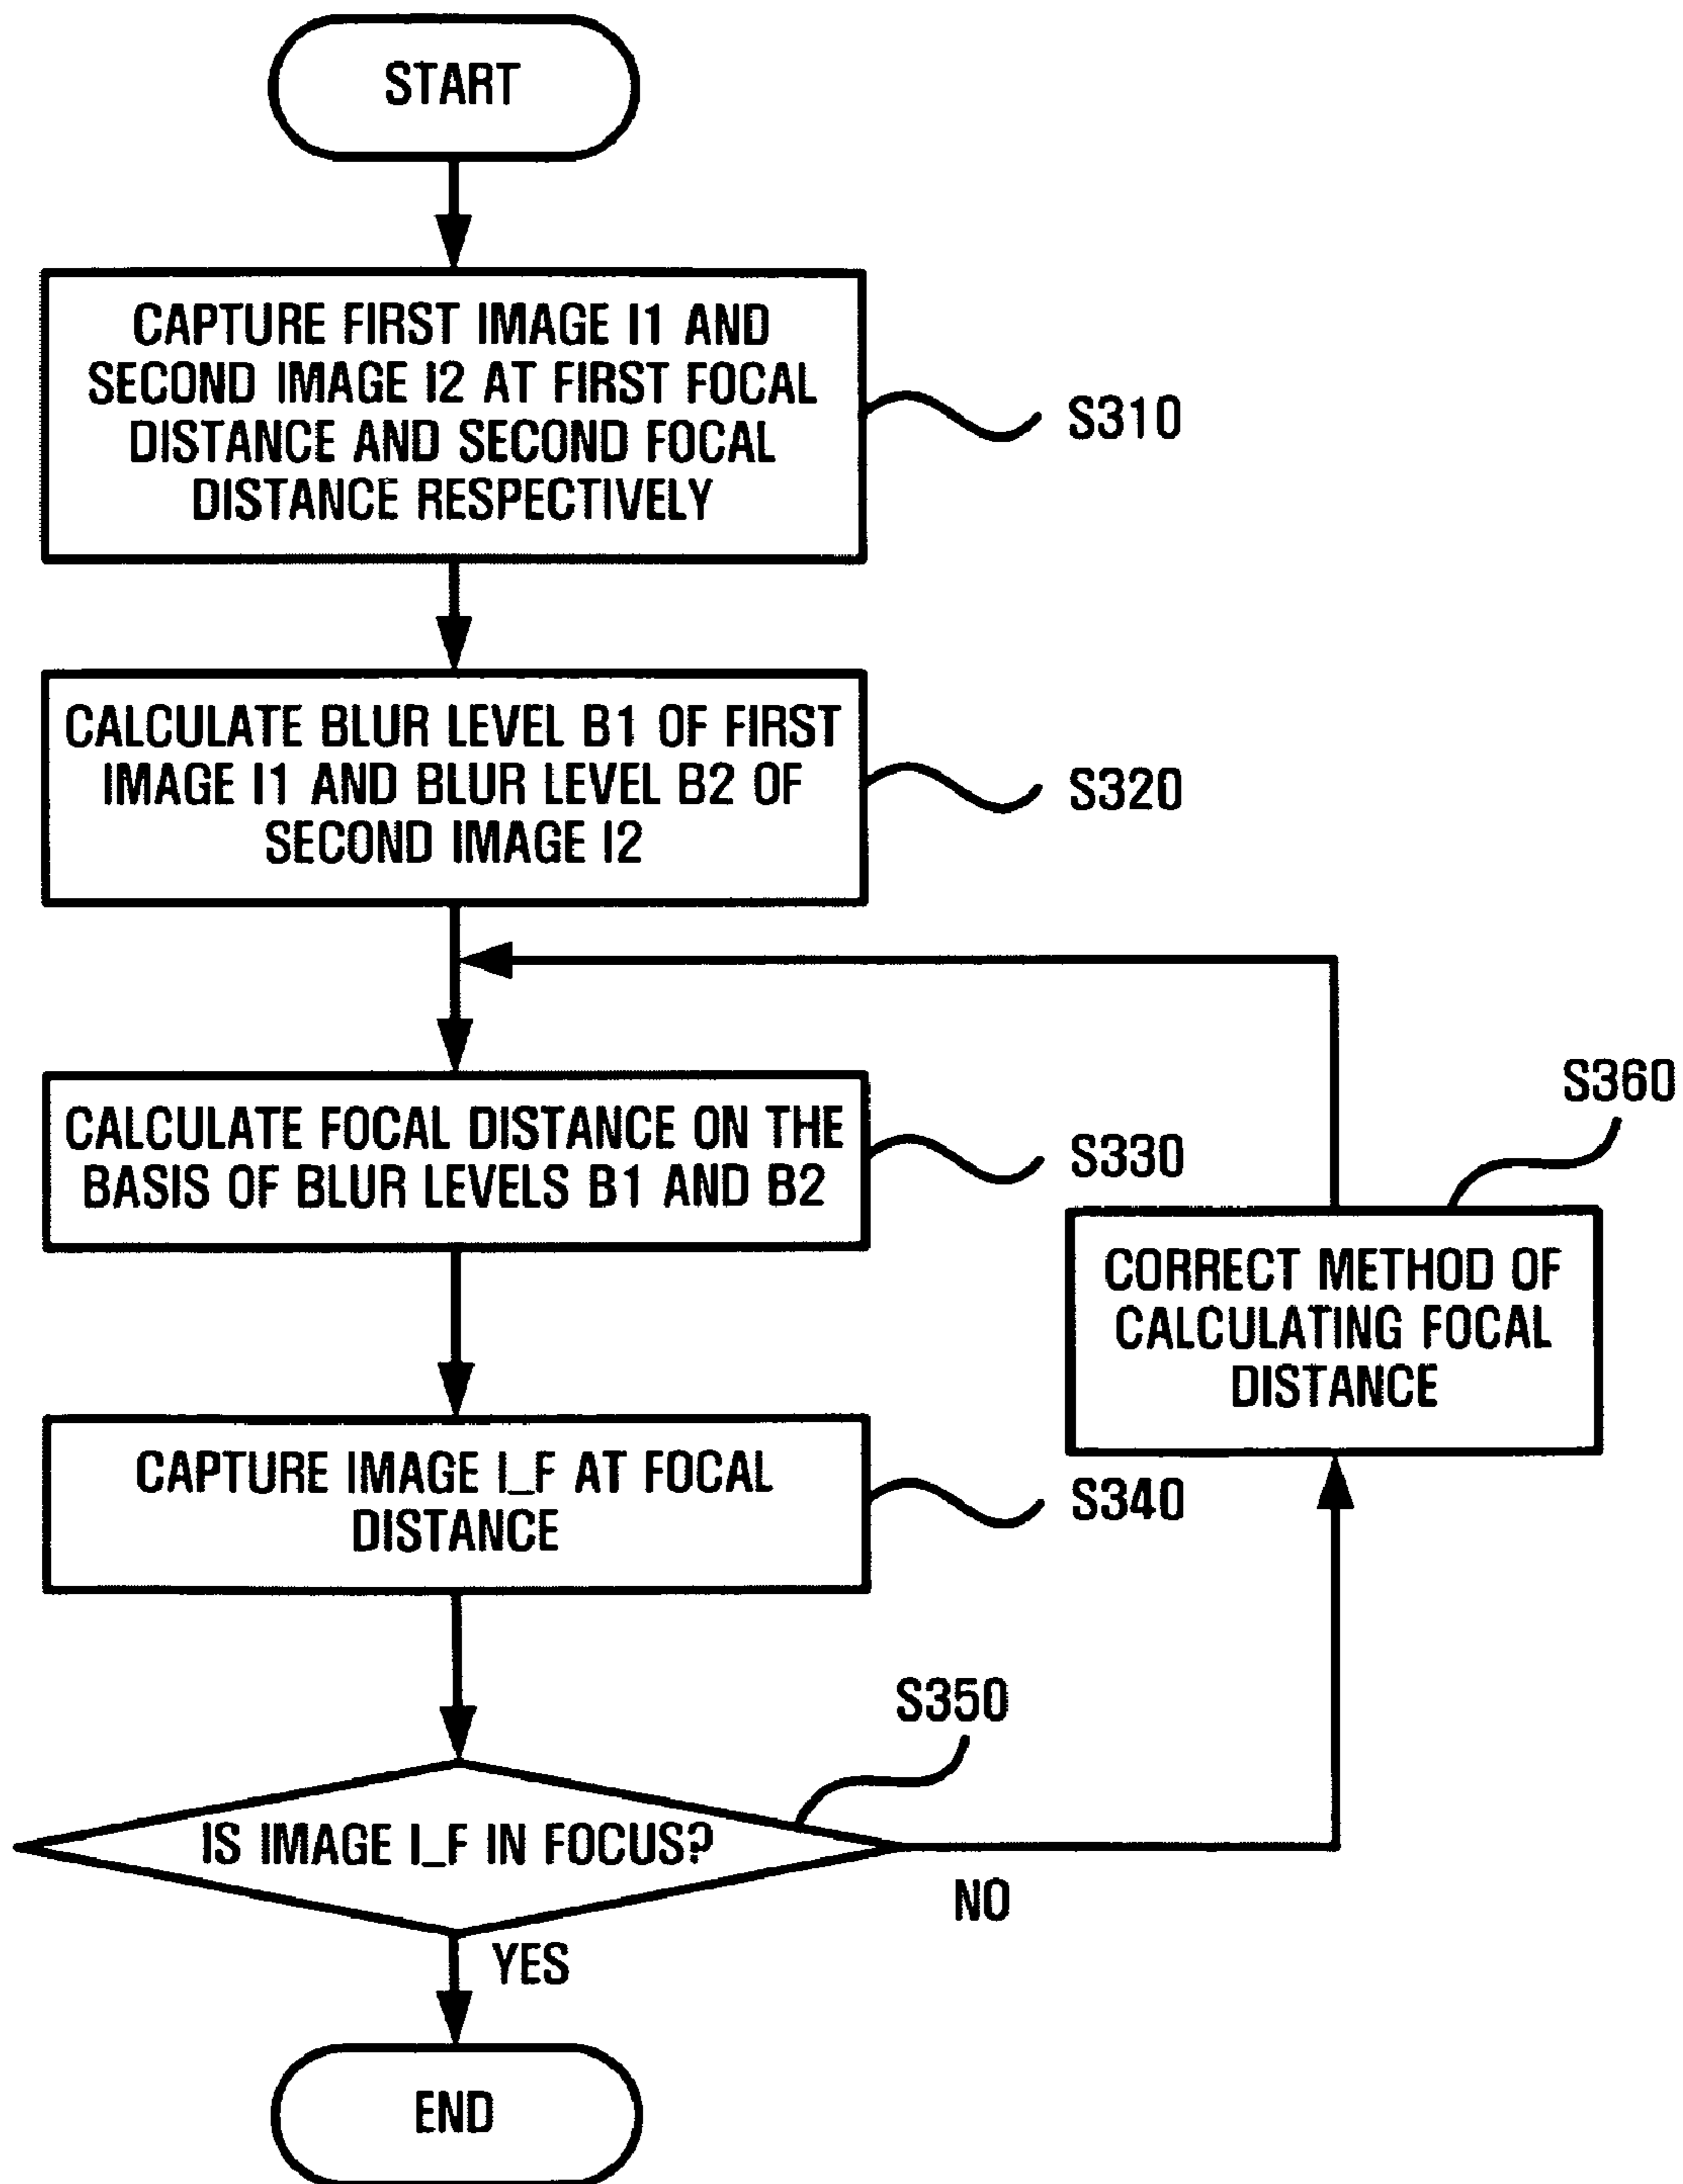 START
CAPTURE FIRST IMAGE I1 AND
SECOND IMAGE I2 AT FIRST FOCAL
DISTANCE AND SECOND FOCAL
DISTANCE RESPECTIVELY
S310
CALCULATE BLUR LEVEL B1 OF FIRST
IMAGE I1 AND BLUR LEVEL B2 OF
SECOND IMAGE I2
S320
CALCULATE FOCAL DISTANCE ON THE
BASIS OF BLUR LEVELS B1 AND B2
S330
S360
CORRECT METHOD OF
CALCULATING FOCAL
DISTANCE
CAPTURE IMAGE I_F AT FOCAL
DISTANCE
S340
S350
IS IMAGE I_F IN FOCUS?
NO
YES
END